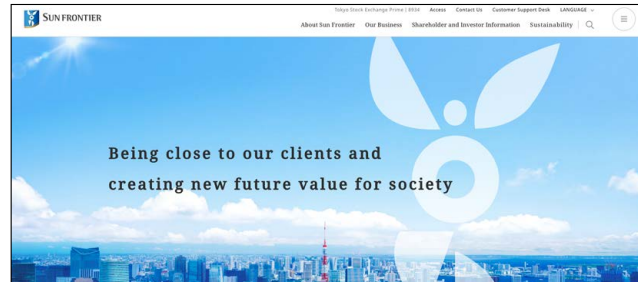 SUN FRONTIER
Tokyo Stock Exchange Prime | 8934 Access Contact Us Customer Support Desk LANGUAGE
About Sun Frontier Our Business Shareholder and Investor Information Sustainability
Being close to our clients and
creating new future value for society